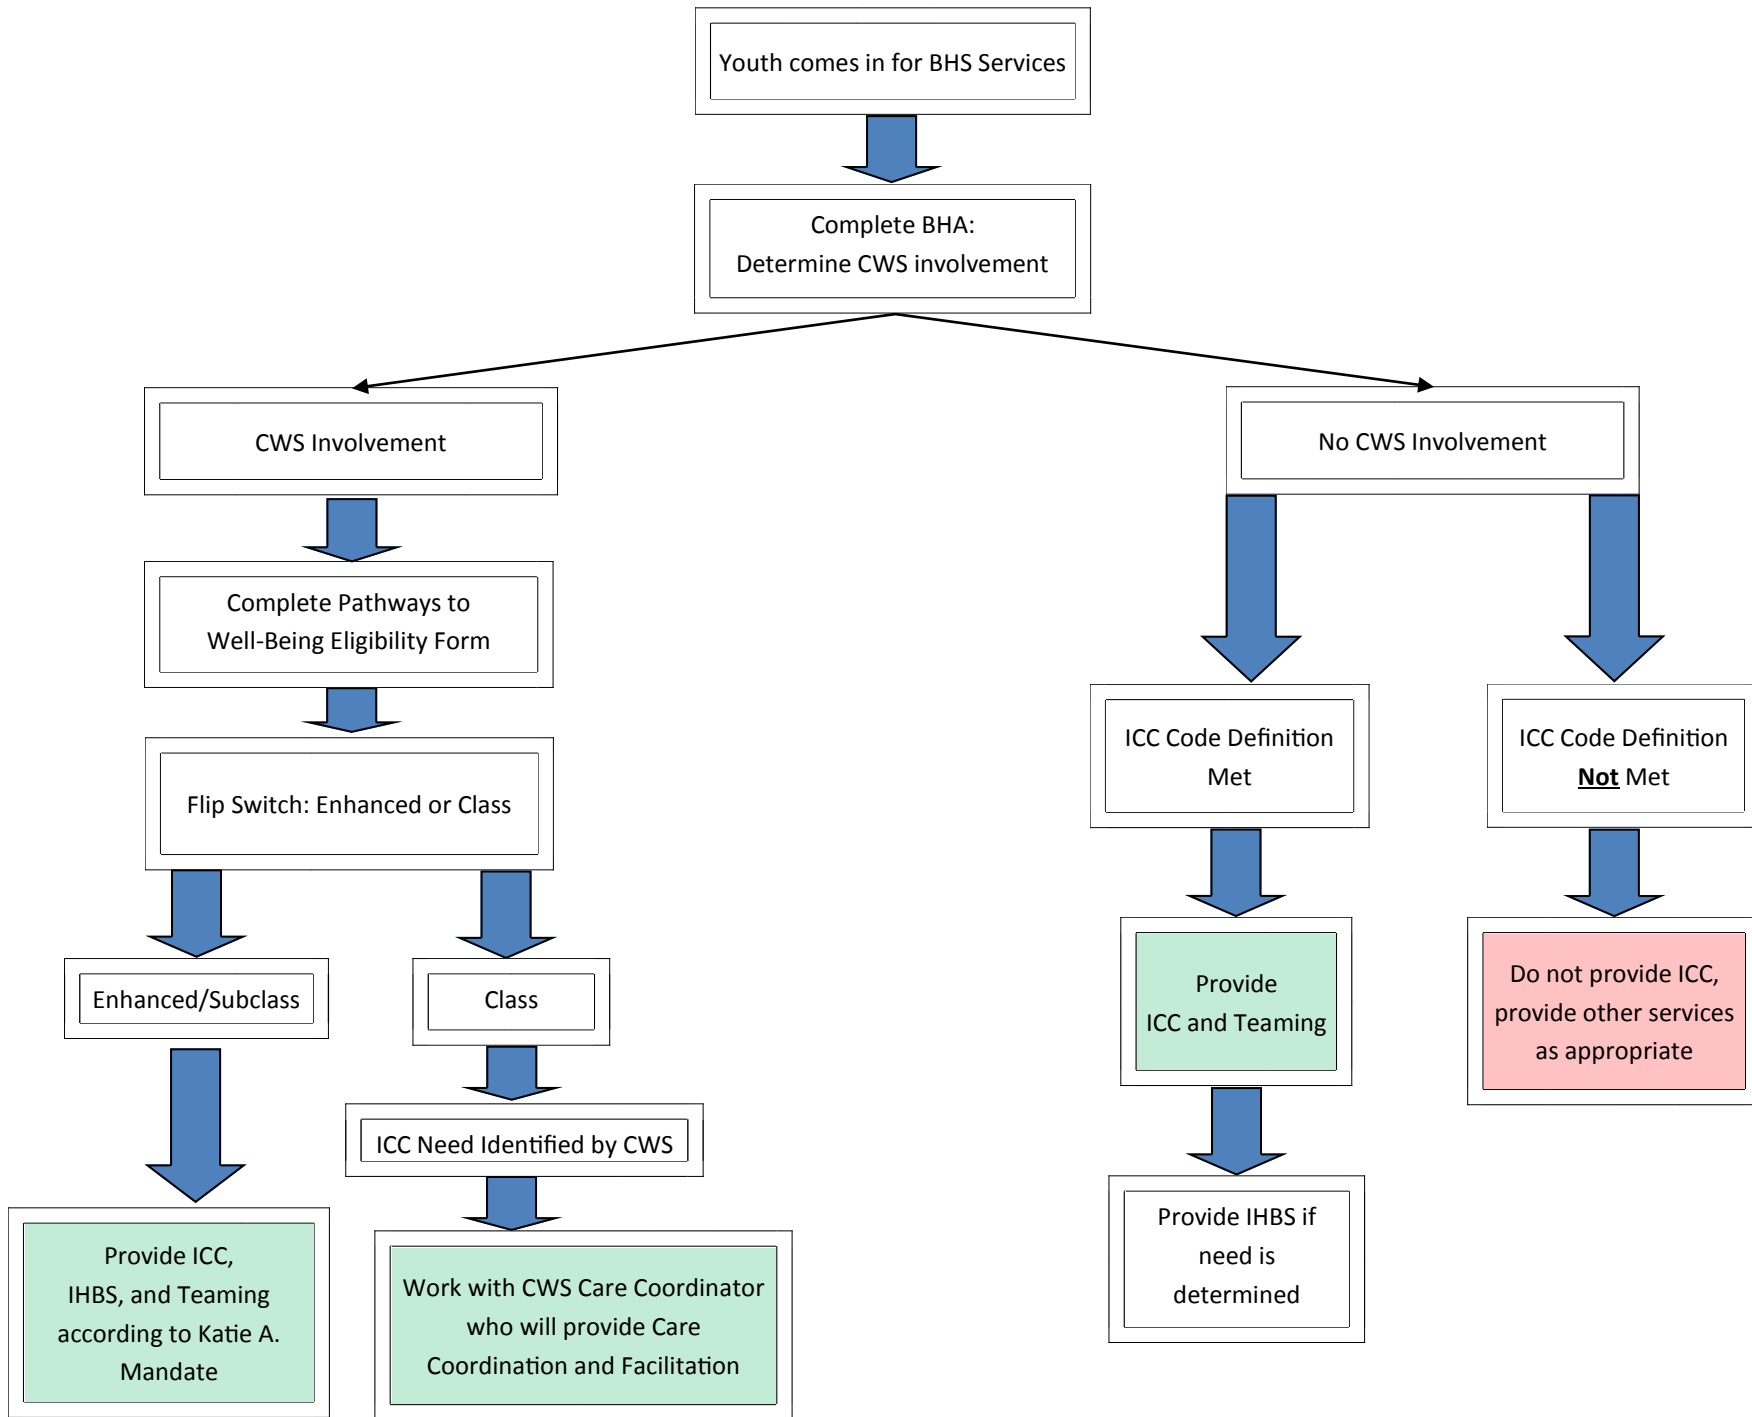 Youth comes in for BHS Services
Complete BHA:
Determine CWS involvement
CWS Involvement
No CWS Involvement
Complete Pathways to
Well-Being Eligibility Form
Flip Switch: Enhanced or Class
ICC Code Definition
Met
ICC Code Definition
Not Met
Enhanced/Subclass
Class
Provide
ICC and Teaming
Do not provide ICC,
provide other services
as appropriate
ICC Need Identified by CWS
Provide ICC,
IHBS, and Teaming
according to Katie A.
Mandate
Work with CWS Care Coordinator
who will provide Care
Coordination and Facilitation
Provide IHBS if
need is
determined